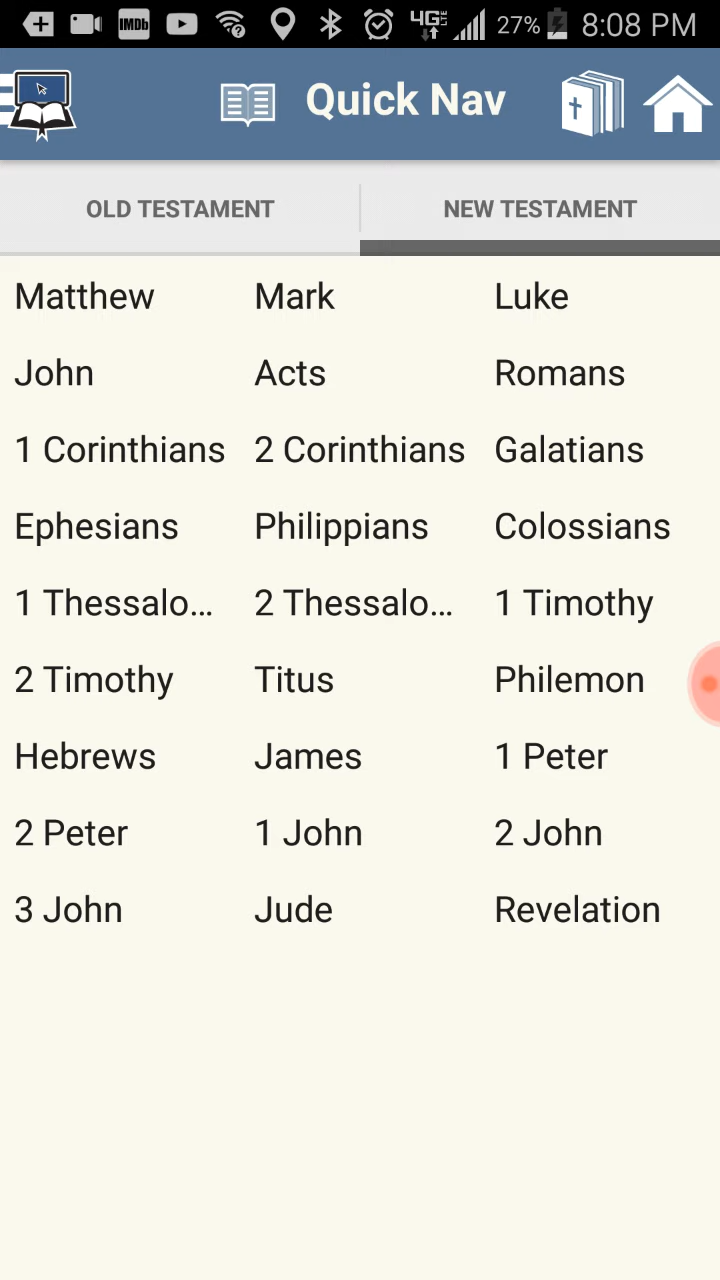 IMDb 4G LTE 27% 8:08 PM
Quick Nav
OLD TESTAMENT NEW TESTAMENT
Matthew Mark Luke
John Acts Romans
1 Corinthians 2 Corinthians Galatians
Ephesians Philippians Colossians
1 Thessalo... 2 Thessalo... 1 Timothy
2 Timothy Titus Philemon
Hebrews James 1 Peter
2 Peter 1 John 2 John
3 John Jude Revelation